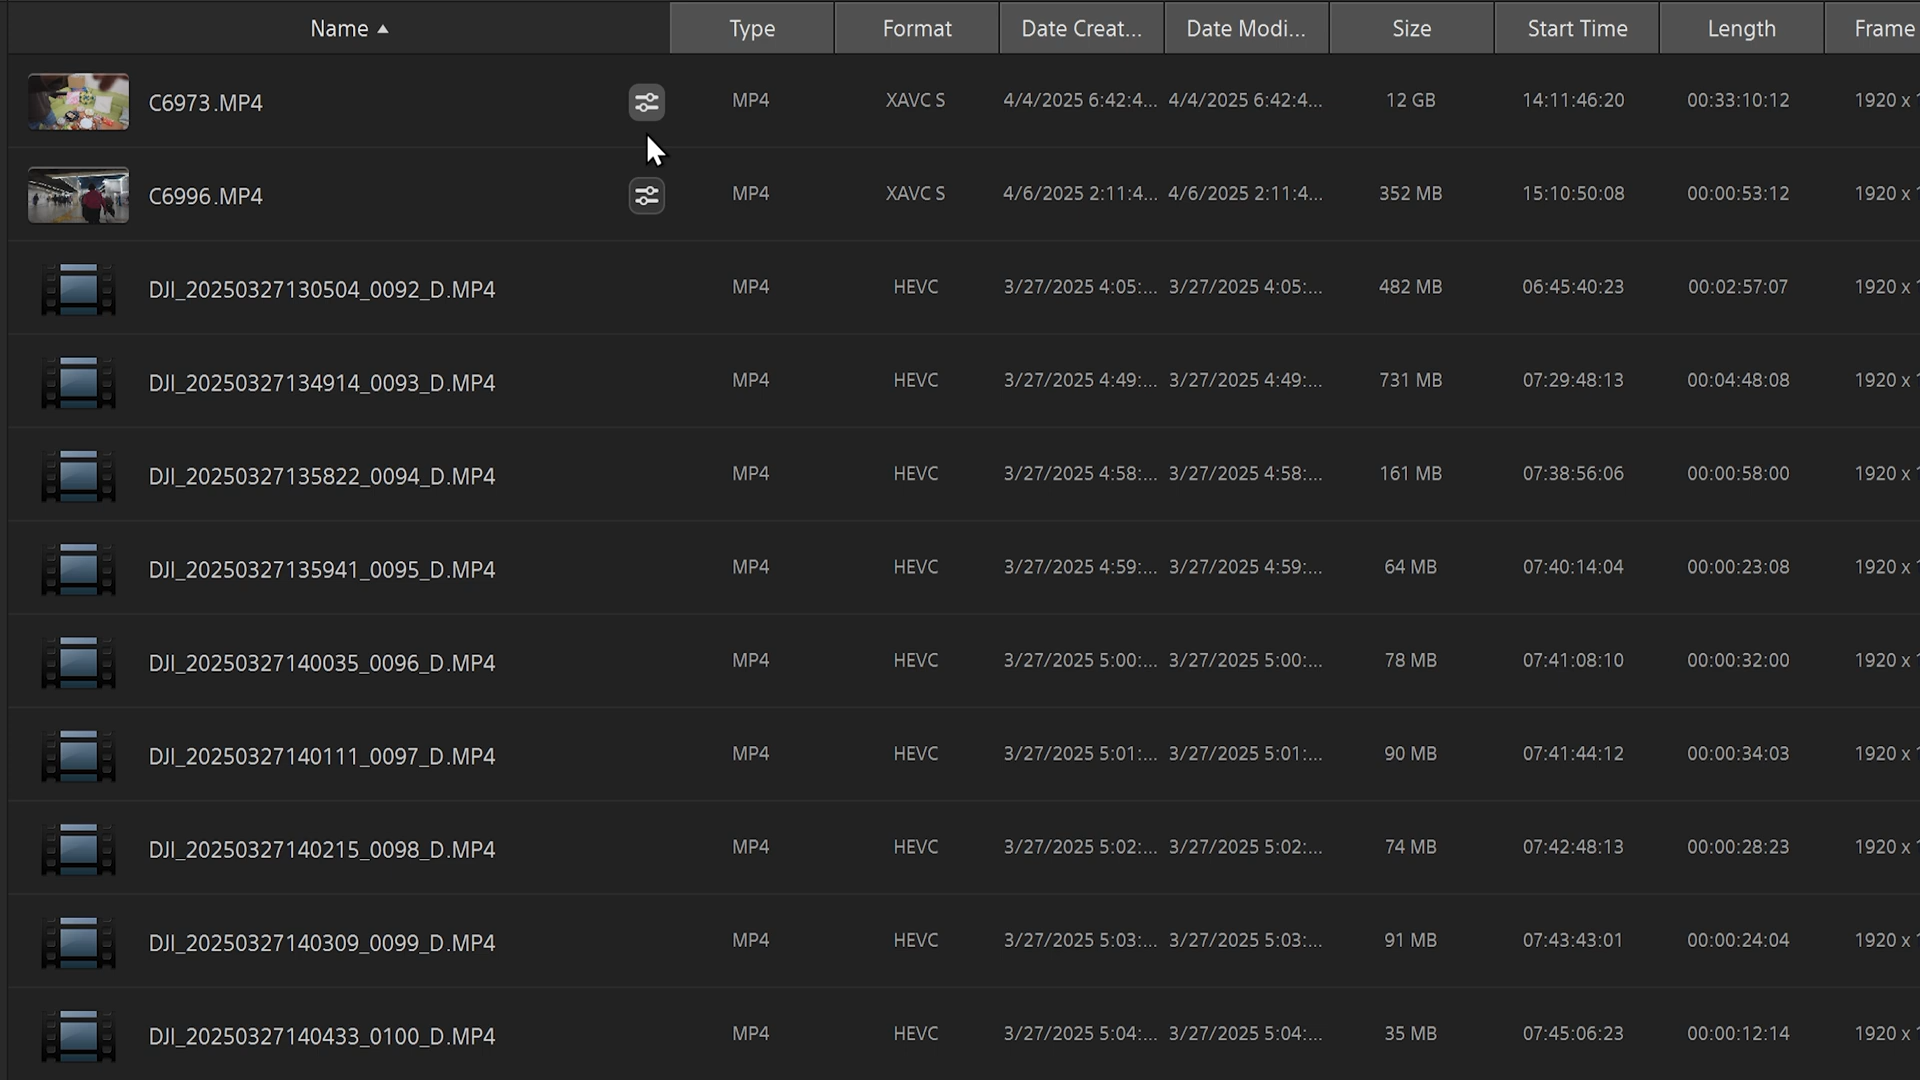 Name Type Format Date Creat... Date Modi... Size Start Time Length Frame
C6973.MP4 MP4 XAVC S 4/4/2025 6:42:4... 4/4/2025 6:42:4... 12 GB 14:11:46:20 00:33:10:12 1920 x
C6996.MP4 MP4 XAVC S 4/6/2025 2:11:4... 4/6/2025 2:11:4... 352 MB 15:10:50:08 00:00:53:12 1920 x
DJI_20250327130504_0092_D.MP4 MP4 HEVC 3/27/2025 4:05:... 3/27/2025 4:05:... 482 MB 06:45:40:23 00:02:57:07 1920 x
DJI_20250327134914_0093_D.MP4 MP4 HEVC 3/27/2025 4:49:... 3/27/2025 4:49:... 731 MB 07:29:48:13 00:04:48:08 1920 x
DJI_20250327135822_0094_D.MP4 MP4 HEVC 3/27/2025 4:58:... 3/27/2025 4:58:... 161 MB 07:38:56:06 00:00:58:00 1920 x
DJI_20250327135941_0095_D.MP4 MP4 HEVC 3/27/2025 4:59:... 3/27/2025 4:59:... 64 MB 07:40:14:04 00:00:23:08 1920 x
DJI_20250327140035_0096_D.MP4 MP4 HEVC 3/27/2025 5:00:... 3/27/2025 5:00:... 78 MB 07:41:08:10 00:00:32:00 1920 x
DJI_20250327140111_0097_D.MP4 MP4 HEVC 3/27/2025 5:01:... 3/27/2025 5:01:... 90 MB 07:41:44:12 00:00:34:03 1920 x
DJI_20250327140215_0098_D.MP4 MP4 HEVC 3/27/2025 5:02:... 3/27/2025 5:02:... 74 MB 07:42:48:13 00:00:28:23 1920 x
DJI_20250327140309_0099_D.MP4 MP4 HEVC 3/27/2025 5:03:... 3/27/2025 5:03:... 91 MB 07:43:43:01 00:00:24:04 1920 x
DJI_20250327140433_0100_D.MP4 MP4 HEVC 3/27/2025 5:04:... 3/27/2025 5:04:... 35 MB 07:45:06:23 00:00:12:14 1920 x